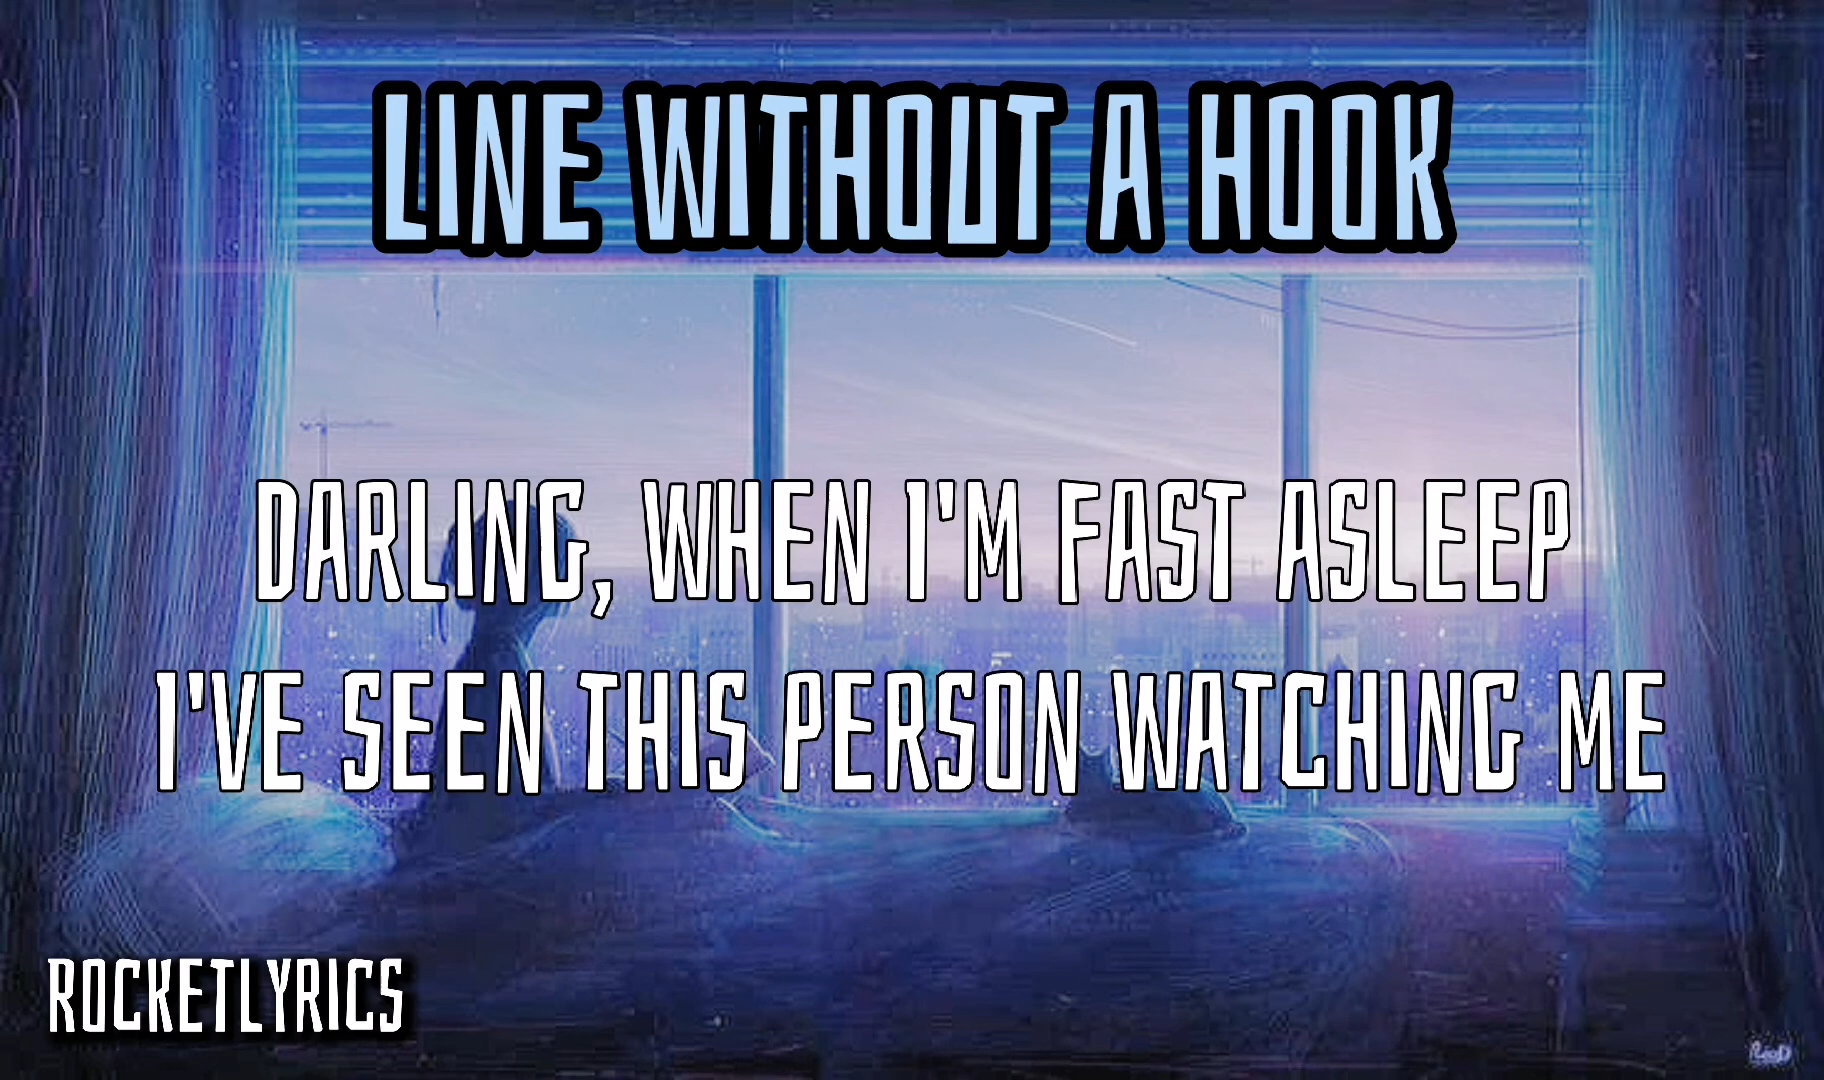 LINE WITHOUT A HOOK
DARLING, WHEN I'M FAST ASLEEP
I'VE SEEN THIS PERSON WATCHING ME
ROCKETLYRICS